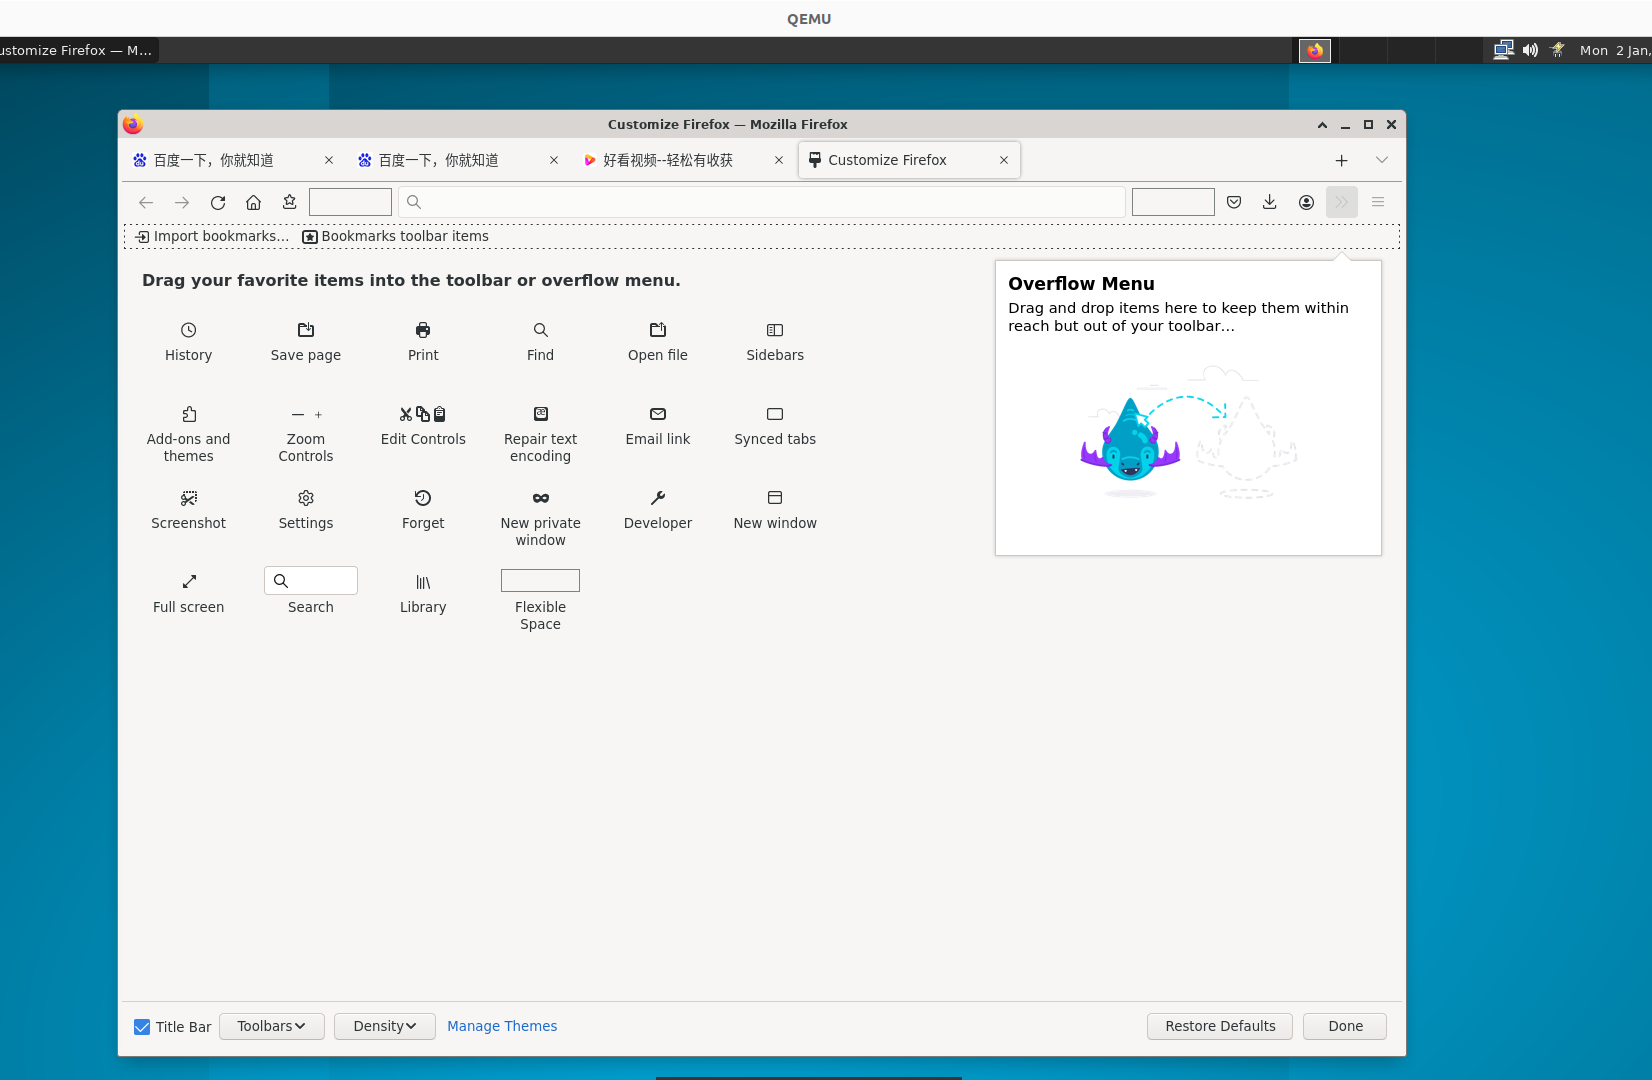 QEMU
ustomize Firefox — M...
Mon 2 Jan,
Customize Firefox — Mozilla Firefox
百度一下，你就知道
百度一下，你就知道
好看视频--轻松有收获
Customize Firefox
Import bookmarks...
Bookmarks toolbar items
Drag your favorite items into the toolbar or overflow menu.
Overflow Menu
Drag and drop items here to keep them within
reach but out of your toolbar...
History
Save page
Print
Find
Open file
Sidebars
Add-ons and
themes
Zoom
Controls
Edit Controls
Repair text
encoding
Email link
Synced tabs
Screenshot
Settings
Forget
New private
window
Developer
New window
Full screen
Search
Library
Flexible
Space
Title Bar
Toolbars
Density
Manage Themes
Restore Defaults
Done